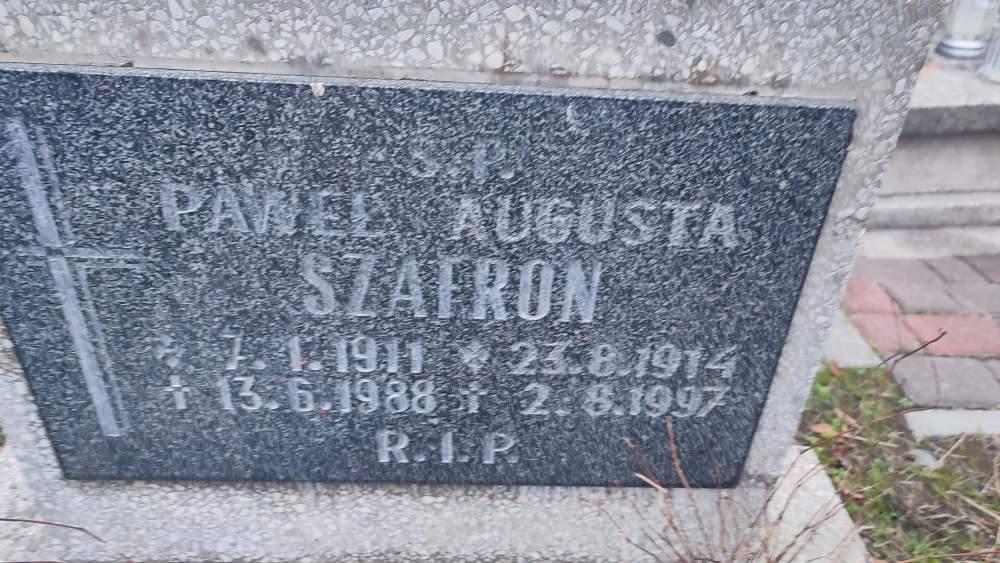 Ś.P.
PAWEŁ AUGUSTA
SZAFRON
* 7.1.1911 * 23.8.1914
† 13.6.1988 † 2.8.1997
R.I.P.